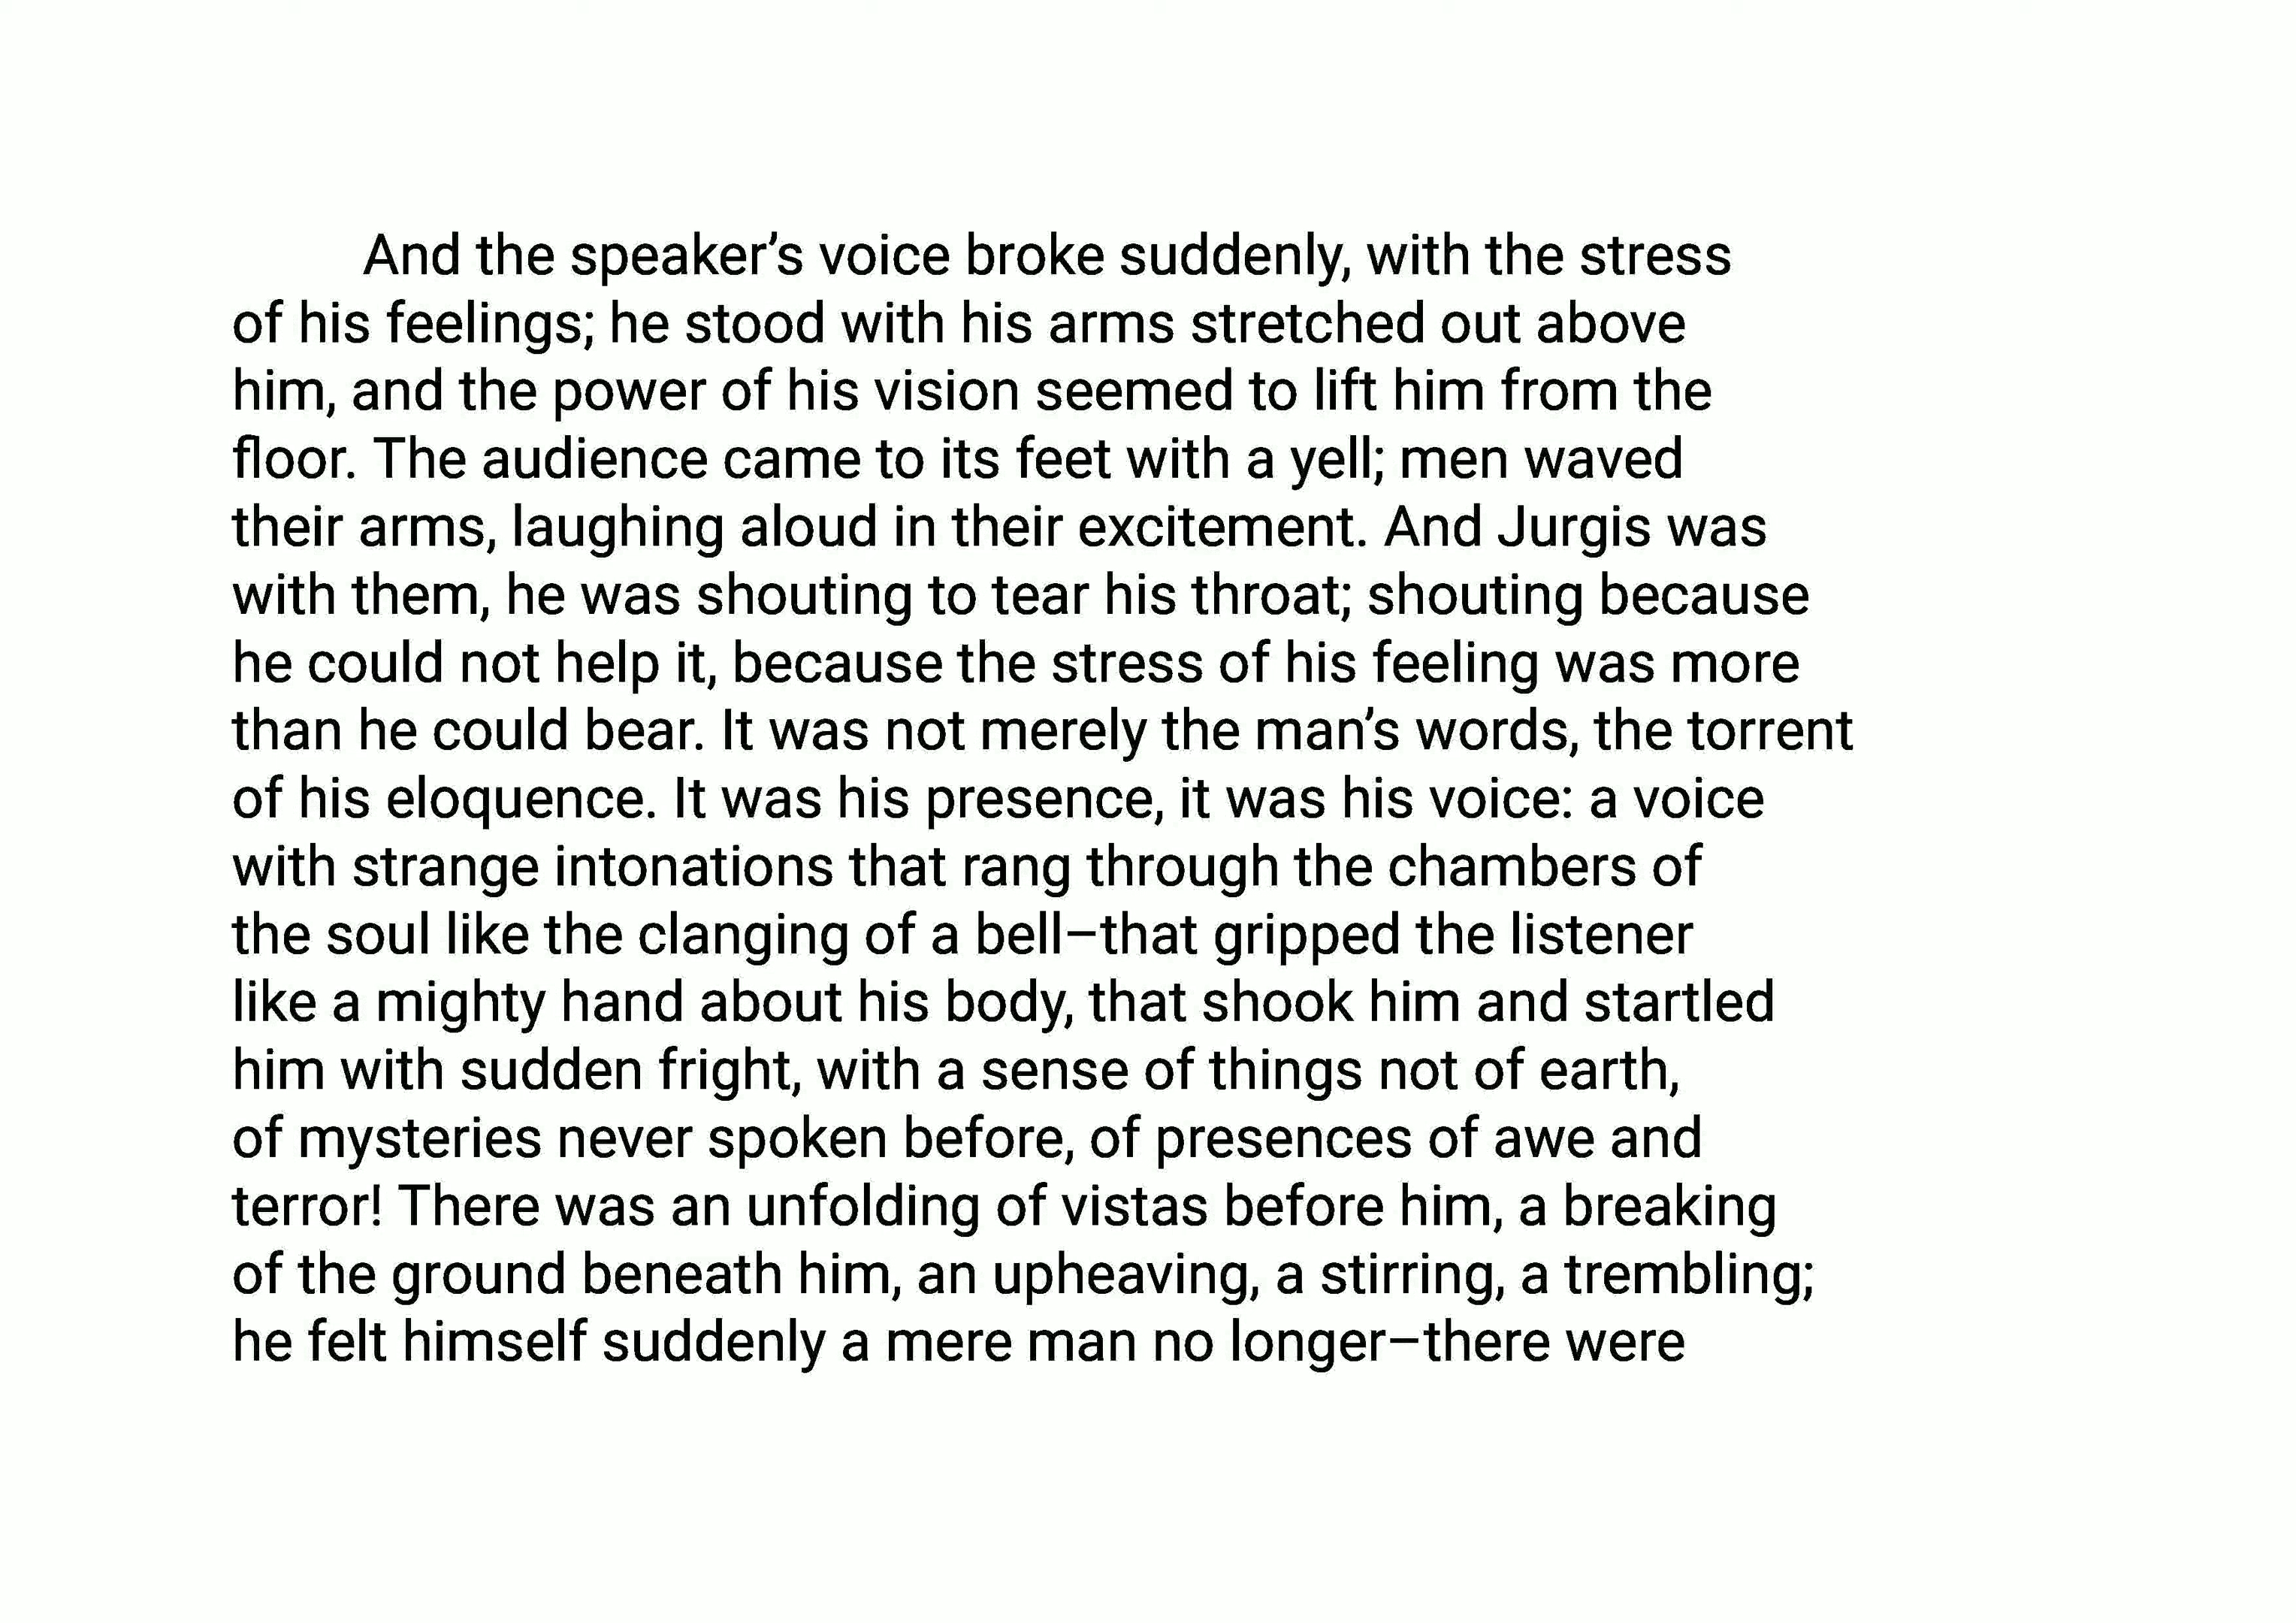 And the speaker’s voice broke suddenly, with the stress
of his feelings; he stood with his arms stretched out above
him, and the power of his vision seemed to lift him from the
floor. The audience came to its feet with a yell; men waved
their arms, laughing aloud in their excitement. And Jurgis was
with them, he was shouting to tear his throat; shouting because
he could not help it, because the stress of his feeling was more
than he could bear. It was not merely the man’s words, the torrent
of his eloquence. It was his presence, it was his voice: a voice
with strange intonations that rang through the chambers of
the soul like the clanging of a bell–that gripped the listener
like a mighty hand about his body, that shook him and startled
him with sudden fright, with a sense of things not of earth,
of mysteries never spoken before, of presences of awe and
terror! There was an unfolding of vistas before him, a breaking
of the ground beneath him, an upheaving, a stirring, a trembling;
he felt himself suddenly a mere man no longer–there were